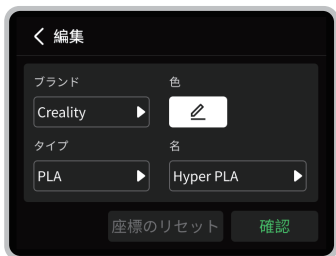 編集
ブランド
色
Creality
タイプ
名
PLA
Hyper PLA
座標のリセット
確認